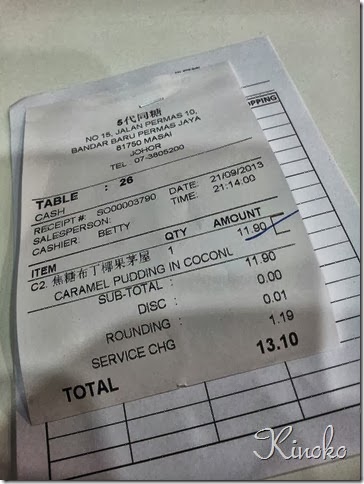 5代同糖
NO 15, JALAN PERMAS 10,
BANDAR BARU PERMAS JAYA
81750 MASAI
JOHOR
TEL : 07-3805200
TABLE : 26
CASH
RECEIPT #: SO00003790 DATE: 21/09/2013
SALESPERSON: TIME: 21:14:00
CASHIER: BETTY
ITEM QTY AMOUNT
C2 焦糖布丁椰果茅屋 1 11.90
CARAMEL PUDDING IN COCONL
SUB-TOTAL : 11.90
DISC : 0.00
ROUNDING : 0.01
SERVICE CHG 1.19
TOTAL 13.10
Kinoko